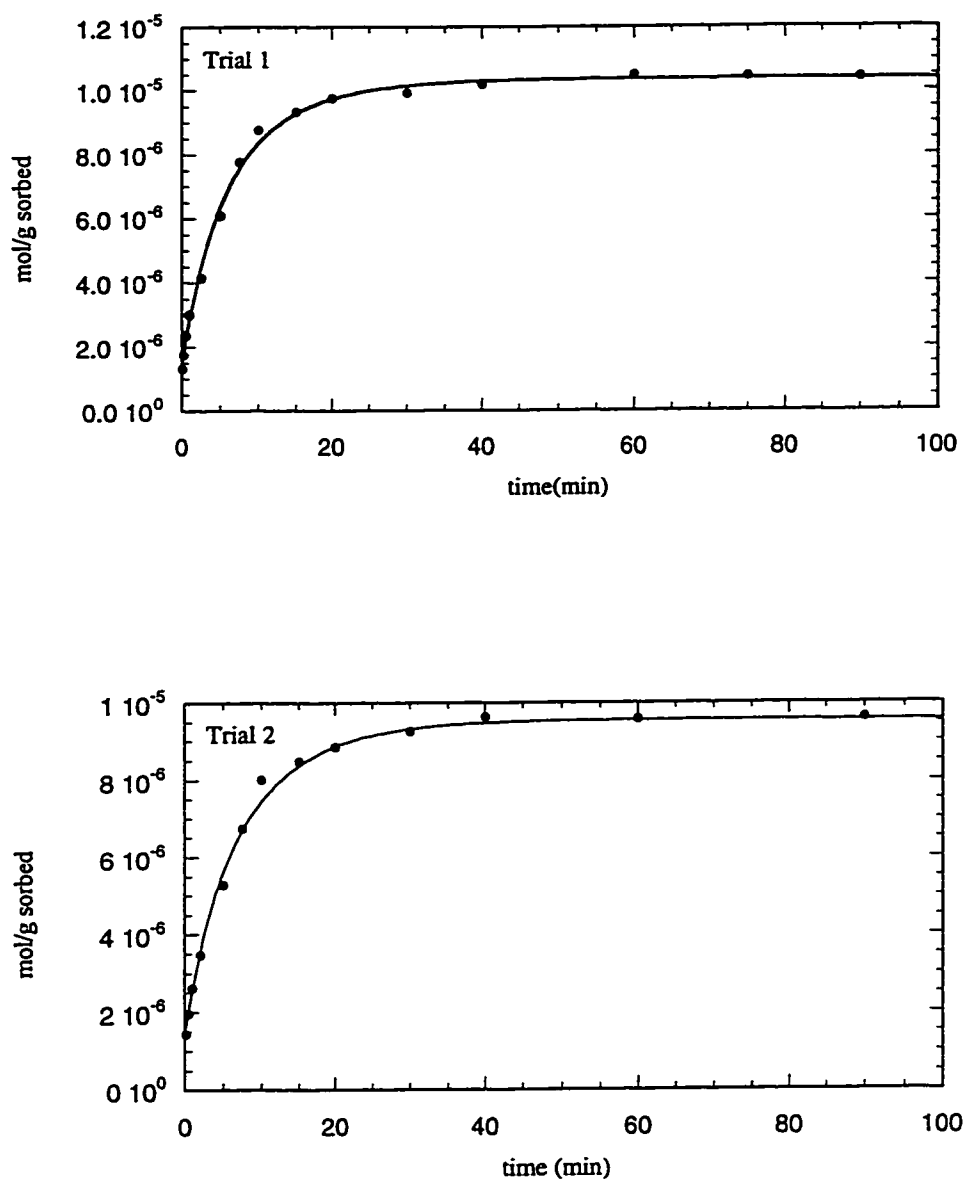 1.2 10⁻⁵
Trial 1
1.0 10⁻⁵
8.0 10⁻⁶
6.0 10⁻⁶
4.0 10⁻⁶
2.0 10⁻⁶
0.0 10⁰
mol/g sorbed
0 20 40 60 80 100
time(min)
1 10⁻⁵
Trial 2
8 10⁻⁶
6 10⁻⁶
4 10⁻⁶
2 10⁻⁶
0 10⁰
mol/g sorbed
0 20 40 60 80 100
time (min)